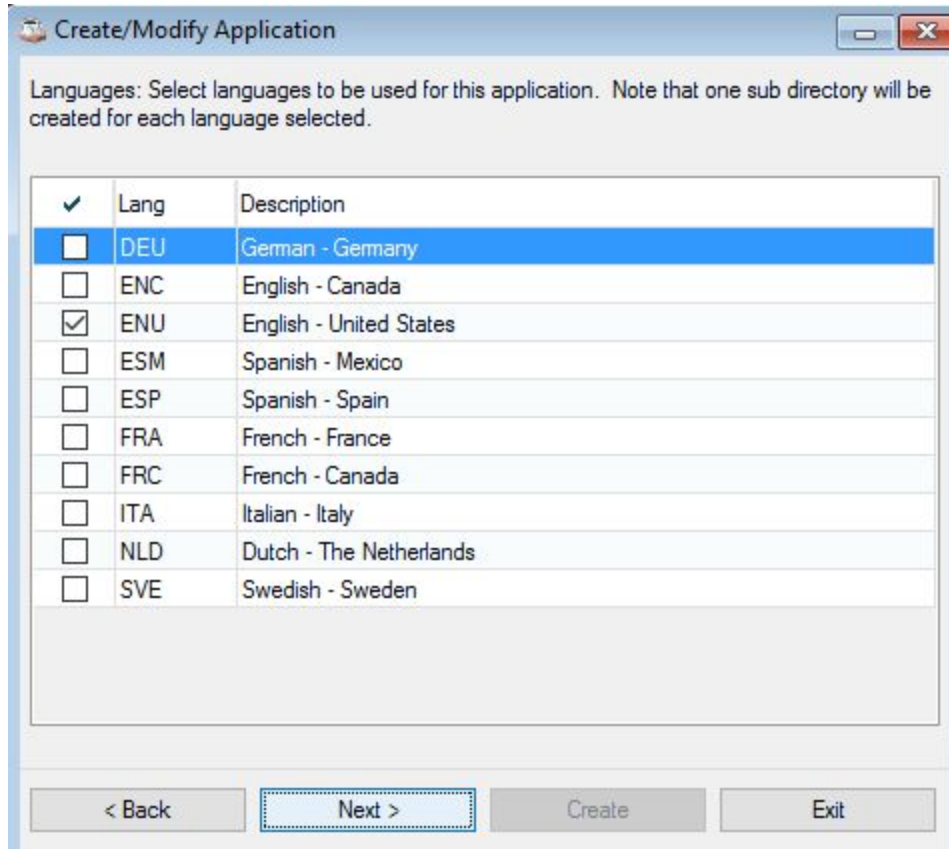 Create/Modify Application
Languages: Select languages to be used for this application. Note that one sub directory will be
created for each language selected.
Lang Description
DEU German - Germany
ENC English - Canada
ENU English - United States
ESM Spanish - Mexico
ESP Spanish - Spain
FRA French - France
FRC French - Canada
ITA Italian - Italy
NLD Dutch - The Netherlands
SVE Swedish - Sweden
< Back Next > Create Exit